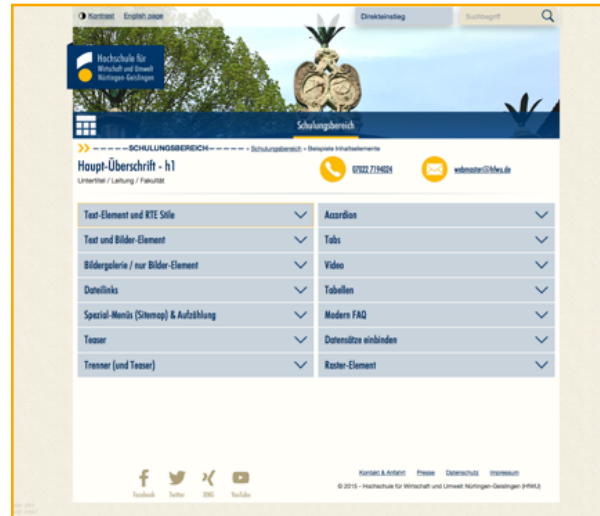 Kontrast English page Direkteinstieg Suchbegriff
Hochschule für
Wirtschaft und Umwelt
Nürtingen-Geislingen
Schulungsbereich
-----SCHULUNGSBEREICH----- » Schulungsbereich » Beispiele Inhaltselemente
Haupt-Überschrift - h1
07022 7194024 webmaster@hfwu.de
Untertitel / Leitung / Fakultät
Text-Element und RTE Stile Accordion
Text und Bilder-Element Tabs
Bildergalerie / nur Bilder-Element Video
Dateilinks Tabellen
Spezial-Menüs (Sitemap) & Aufzählung Modern FAQ
Teaser Datensätze einbinden
Trenner (und Teaser) Raster-Element
Kontakt & Anfahrt Presse Datenschutz Impressum
© 2015 - Hochschule für Wirtschaft und Umwelt Nürtingen-Geislingen (HfWU)
Facebook Twitter XING YouTube